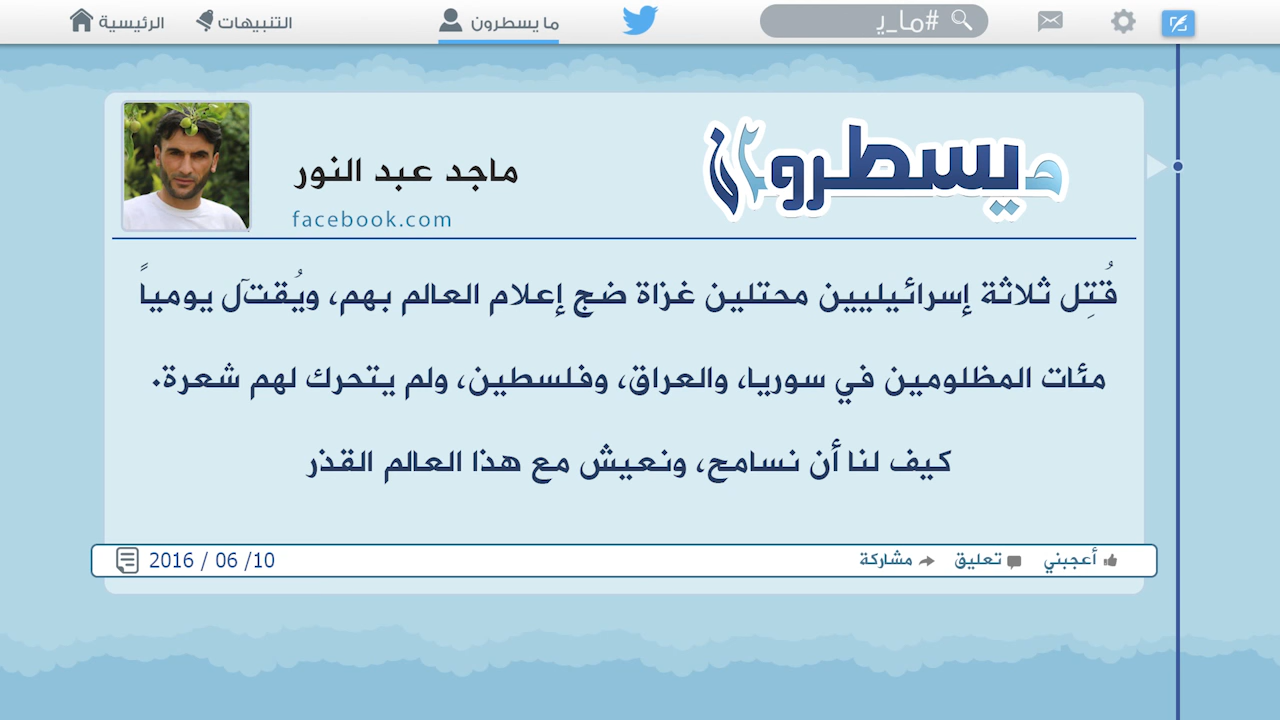 الرئيسية التنبيهات ما يسطرون #ما_ي
ما يسطرون2
ماجد عبد النور
facebook.com
قُتِل ثلاثة إسرائيليين محتلين غزاة ضج إعلام العالم بهم، ويُقتَل يومياً
مئات المظلومين في سوريا، والعراق، وفلسطين، ولم يتحرك لهم شعرة.
كيف لنا أن نسامح، ونعيش مع هذا العالم القذر
أعجبني تعليق مشاركة 2016 / 06 /10